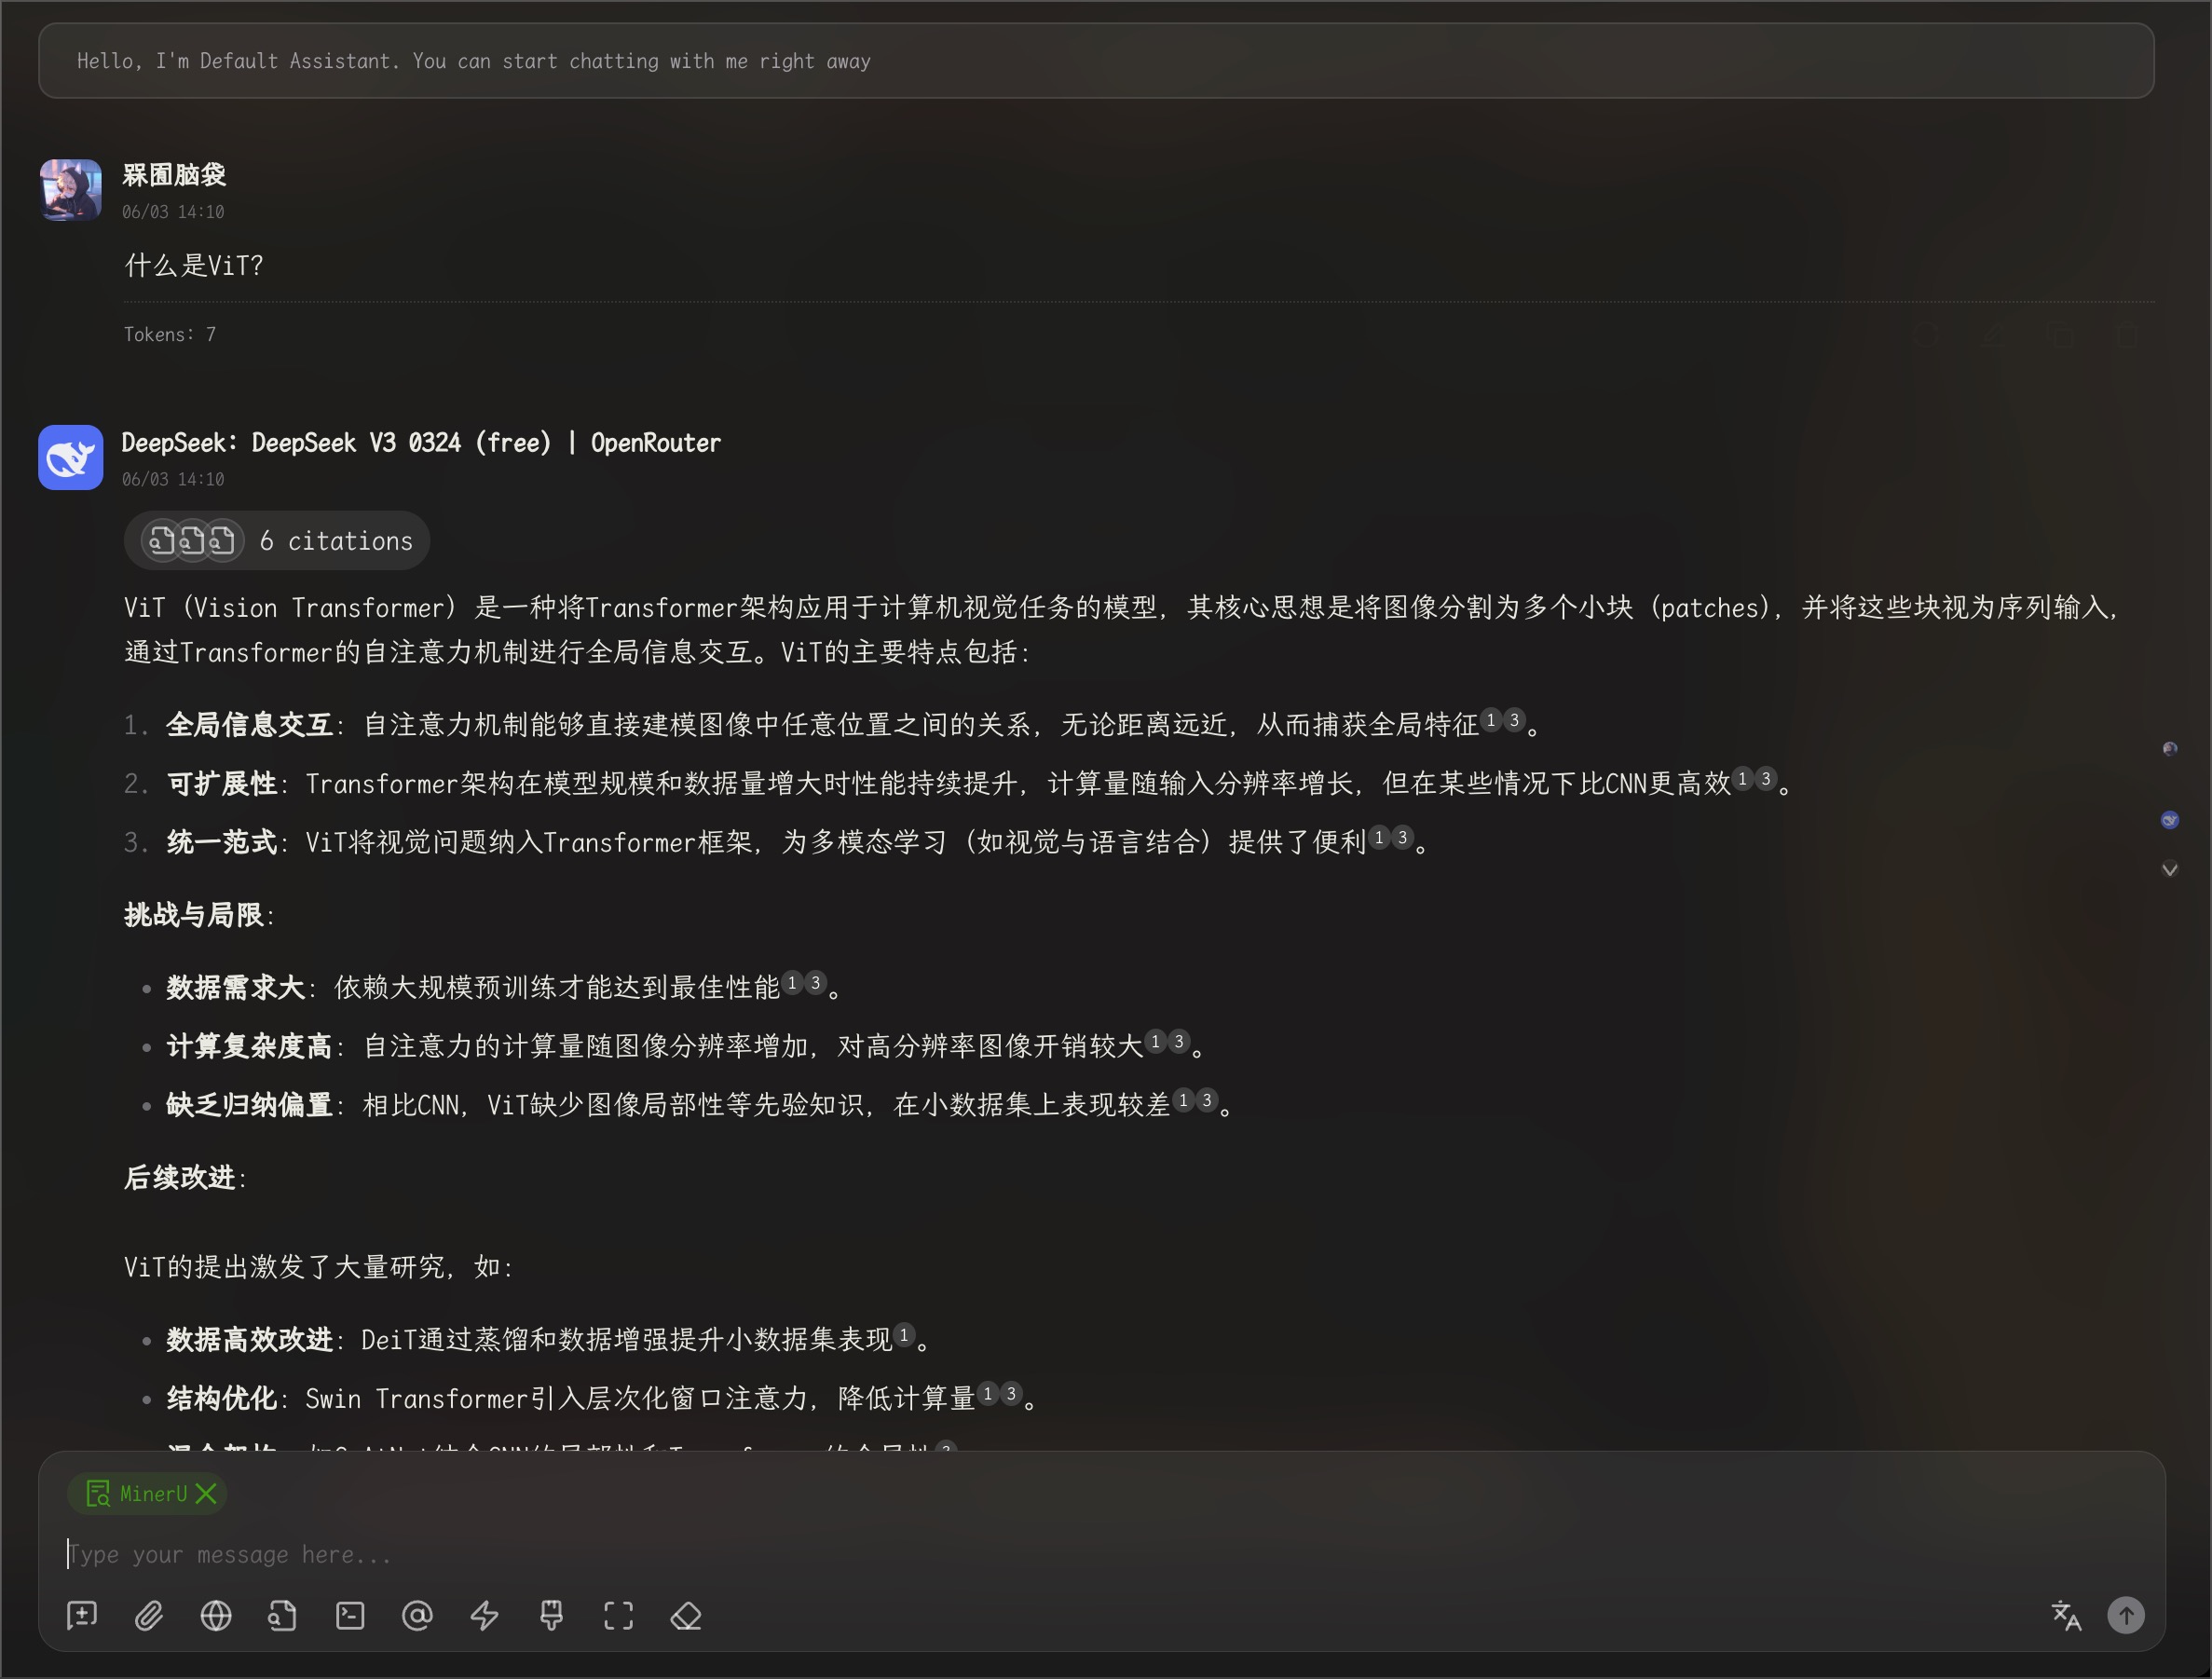 Hello, I'm Default Assistant. You can start chatting with me right away
槑囿脑袋
06/03 14:10
什么是ViT?
Tokens: 7
DeepSeek: DeepSeek V3 0324 (free) | OpenRouter
06/03 14:10
6 citations
ViT（Vision Transformer）是一种将Transformer架构应用于计算机视觉任务的模型，其核心思想是将图像分割为多个小块（patches），并将这些块视为序列输入，
通过Transformer的自注意力机制进行全局信息交互。ViT的主要特点包括：
1. 全局信息交互：自注意力机制能够直接建模图像中任意位置之间的关系，无论距离远近，从而捕获全局特征1 3。
2. 可扩展性：Transformer架构在模型规模和数据量增大时性能持续提升，计算量随输入分辨率增长，但在某些情况下比CNN更高效1 3。
3. 统一范式：ViT将视觉问题纳入Transformer框架，为多模态学习（如视觉与语言结合）提供了便利1 3。
挑战与局限：
• 数据需求大：依赖大规模预训练才能达到最佳性能1 3。
• 计算复杂度高：自注意力的计算量随图像分辨率增加，对高分辨率图像开销较大1 3。
• 缺乏归纳偏置：相比CNN，ViT缺少图像局部性等先验知识，在小数据集上表现较差1 3。
后续改进：
ViT的提出激发了大量研究，如：
• 数据高效改进：DeiT通过蒸馏和数据增强提升小数据集表现1。
• 结构优化：Swin Transformer引入层次化窗口注意力，降低计算量1 3。
MinerU
Type your message here...